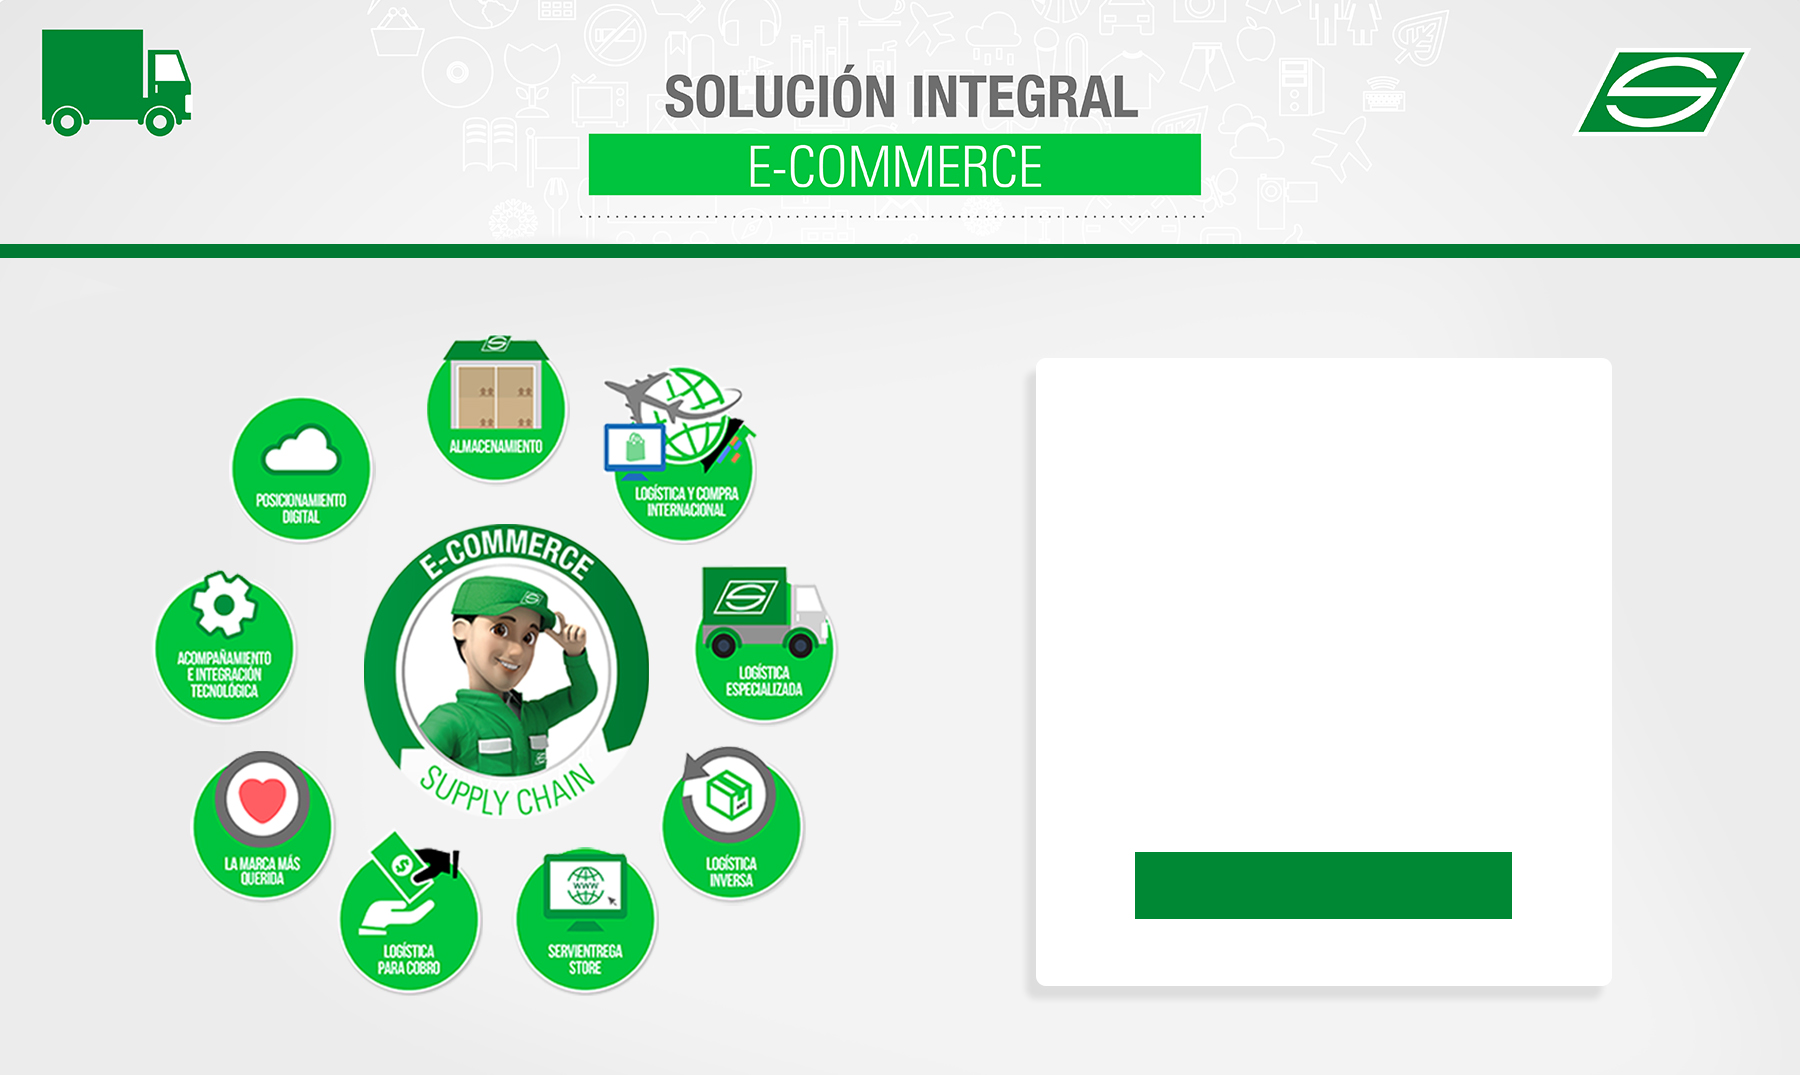 SOLUCIÓN INTEGRAL
E-COMMERCE
ALMACENAMIENTO
LOGÍSTICA Y COMPRA
INTERNACIONAL
POSICIONAMIENTO
DIGITAL
E-COMMERCE
SUPPLY CHAIN
LOGÍSTICA
ESPECIALIZADA
ACOMPAÑAMIENTO
E INTEGRACIÓN
TECNOLÓGICA
LOGÍSTICA
INVERSA
LA MARCA MÁS
QUERIDA
$
LOGÍSTICA
PARA COBRO
WWW
SERVIENTREGA
STORE